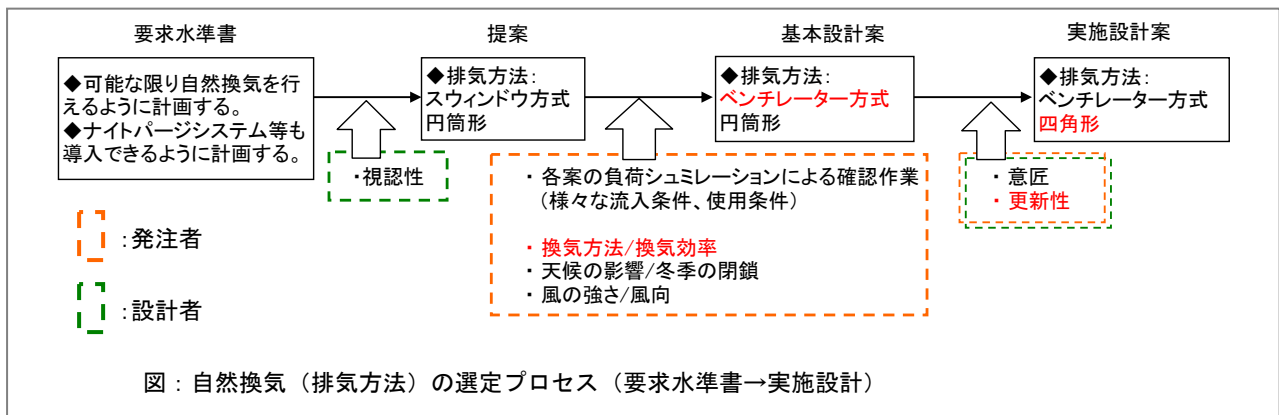 要求水準書
◆可能な限り自然換気を行
えるように計画する。
◆ナイトパージシステム等も
導入できるように計画する。
・視認性
提案
◆排気方法：
スウィンドウ方式
円筒形
・各案の負荷シュミレーションによる確認作業
（様々な流入条件、使用条件）
・換気方法/換気効率
・天候の影響/冬季の閉鎖
・風の強さ/風向
基本設計案
◆排気方法：
ベンチレーター方式
円筒形
・意匠
・更新性
実施設計案
◆排気方法：
ベンチレーター方式
四角形
：発注者
：設計者
図：自然換気（排気方法）の選定プロセス（要求水準書→実施設計）